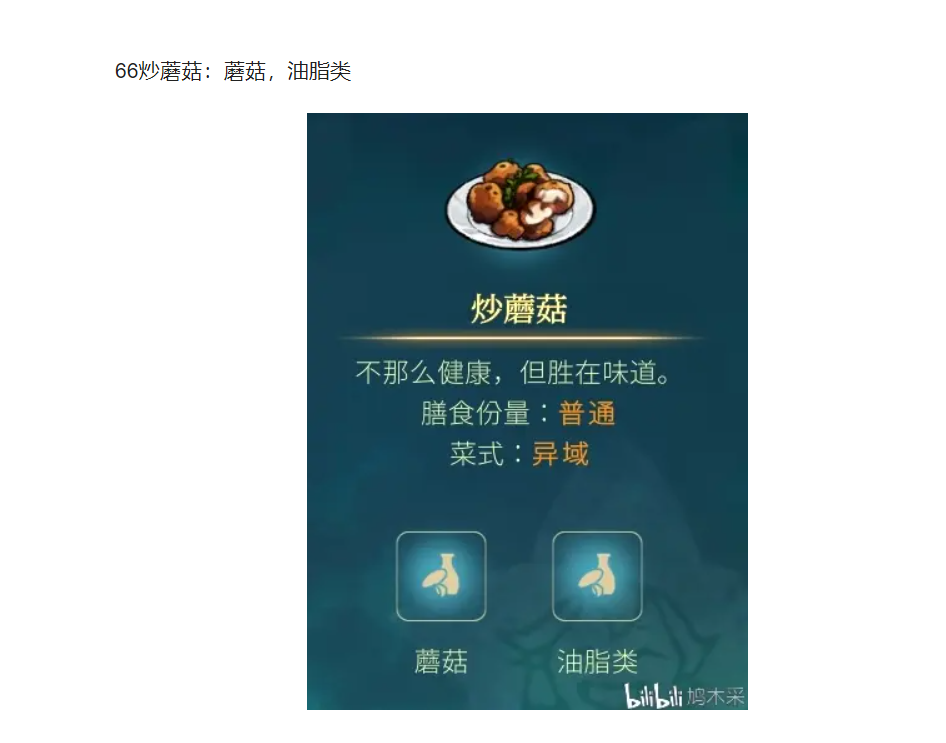 66炒蘑菇：蘑菇，油脂类
炒蘑菇
不那么健康，但胜在味道。
膳食份量：普通
菜式：异域
蘑菇 油脂类
bilibili 鸠木采